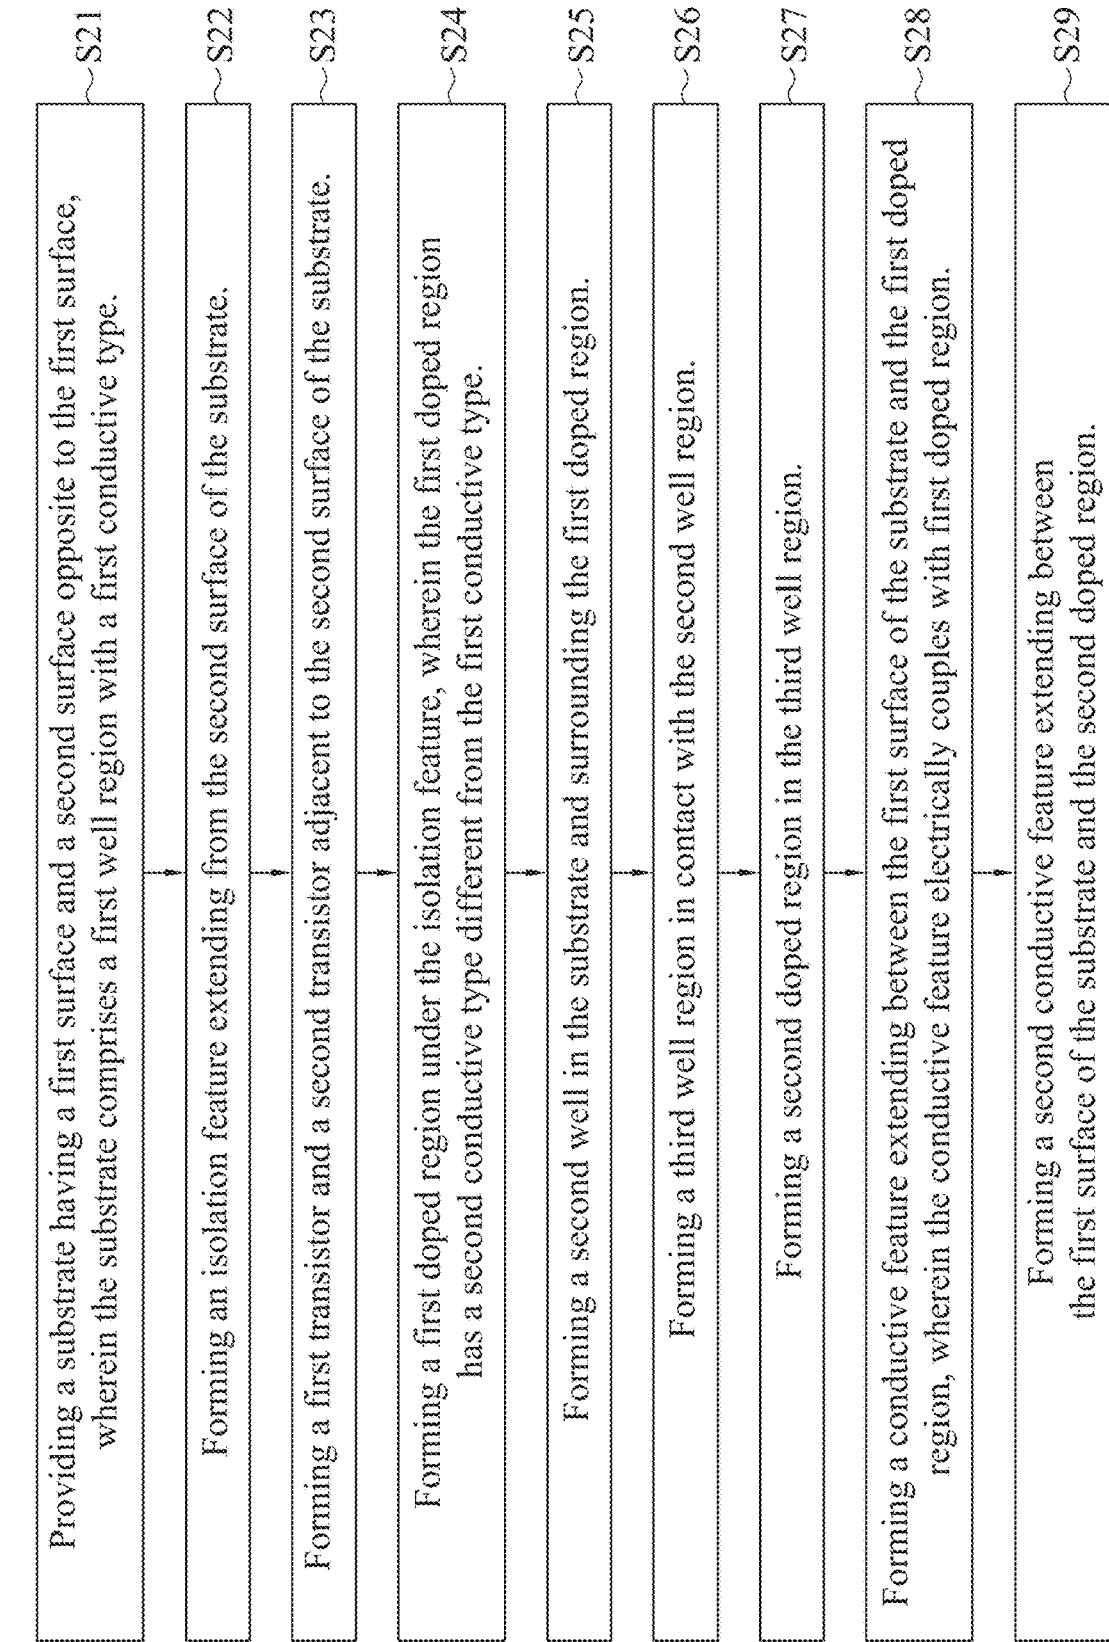 Providing a substrate having a first surface and a second surface opposite to the first surface,
wherein the substrate comprises a first well region with a first conductive type.
S21
Forming an isolation feature extending from the second surface of the substrate.
S22
Forming a first transistor and a second transistor adjacent to the second surface of the substrate.
S23
Forming a first doped region under the isolation feature, wherein the first doped region
has a second conductive type different from the first conductive type.
S24
Forming a second well in the substrate and surrounding the first doped region.
S25
Forming a third well region in contact with the second well region.
S26
Forming a second doped region in the third well region.
S27
Forming a conductive feature extending between the first surface of the substrate and the first doped
region, wherein the conductive feature electrically couples with first doped region.
S28
Forming a second conductive feature extending between
the first surface of the substrate and the second doped region.
S29